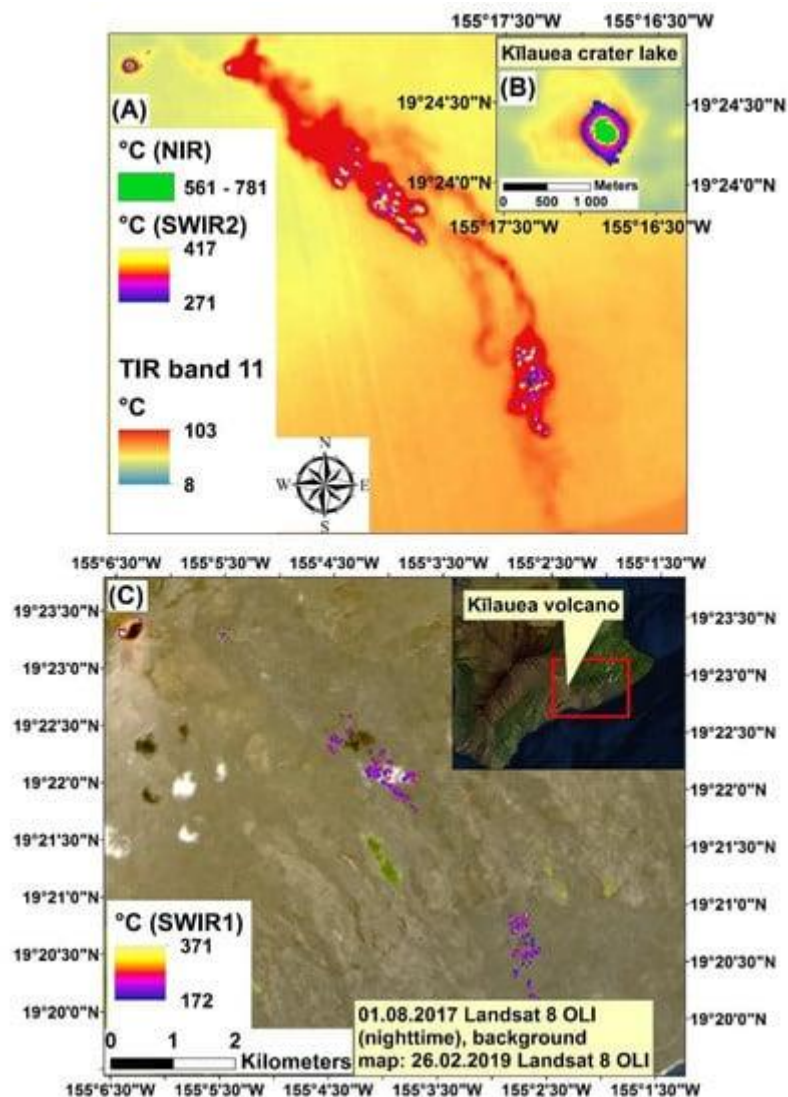 155°17'30"W 155°16'30"W
Kīlauea crater lake
(A)
(B)
19°24'30"N
19°24'30"N
°C (NIR)
561 - 781
Meters
0 500 1 000
19°24'0"N
19°24'0"N
155°17'30"W 155°16'30"W
°C (SWIR2)
417
271
TIR band 11
°C
103
8
N
W E
S
155°6'30"W 155°5'30"W 155°4'30"W 155°3'30"W 155°2'30"W 155°1'30"W
(C)
Kīlauea volcano
19°23'30"N
19°23'30"N
19°23'0"N
19°23'0"N
19°22'30"N
19°22'30"N
19°22'0"N
19°22'0"N
19°21'30"N
19°21'30"N
19°21'0"N
19°21'0"N
19°20'30"N
19°20'30"N
19°20'0"N
19°20'0"N
°C (SWIR1)
371
172
0 1 2
Kilometers
01.08.2017 Landsat 8 OLI
(nighttime), background
map: 26.02.2019 Landsat 8 OLI
155°6'30"W 155°5'30"W 155°4'30"W 155°3'30"W 155°2'30"W 155°1'30"W